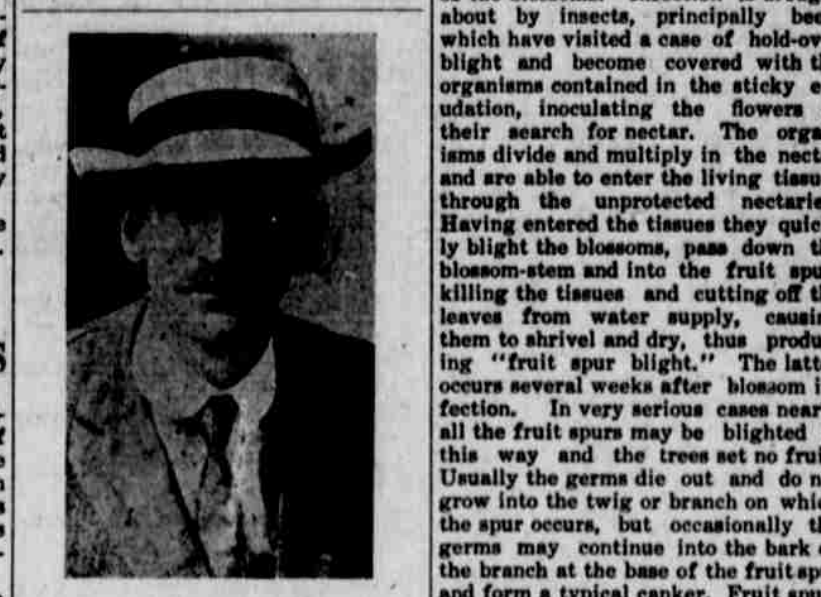 about by insects, principally bee
which have visited a case of hold-ov
blight and become covered with th
organisms contained in the sticky e
udation, inoculating the flowers
their search for nectar. The orga
isms divide and multiply in the necta
and are able to enter the living tissu
through the unprotected nectarie
Having entered the tissues they quic
ly blight the blossoms, pass down th
blossom-stem and into the fruit spu
killing the tissues and cutting off th
leaves from water supply, causin
them to shrivel and dry, thus produ
ing "fruit spur blight." The latte
occurs several weeks after blossom i
fection. In very serious cases near
all the fruit spurs may be blighted
this way and the trees set no frui
Usually the germs die out and do n
grow into the twig or branch on whic
the spur occurs, but occasionally th
germs may continue into the bark o
the branch at the base of the fruit spu
and form a typical canker. Fruit spu